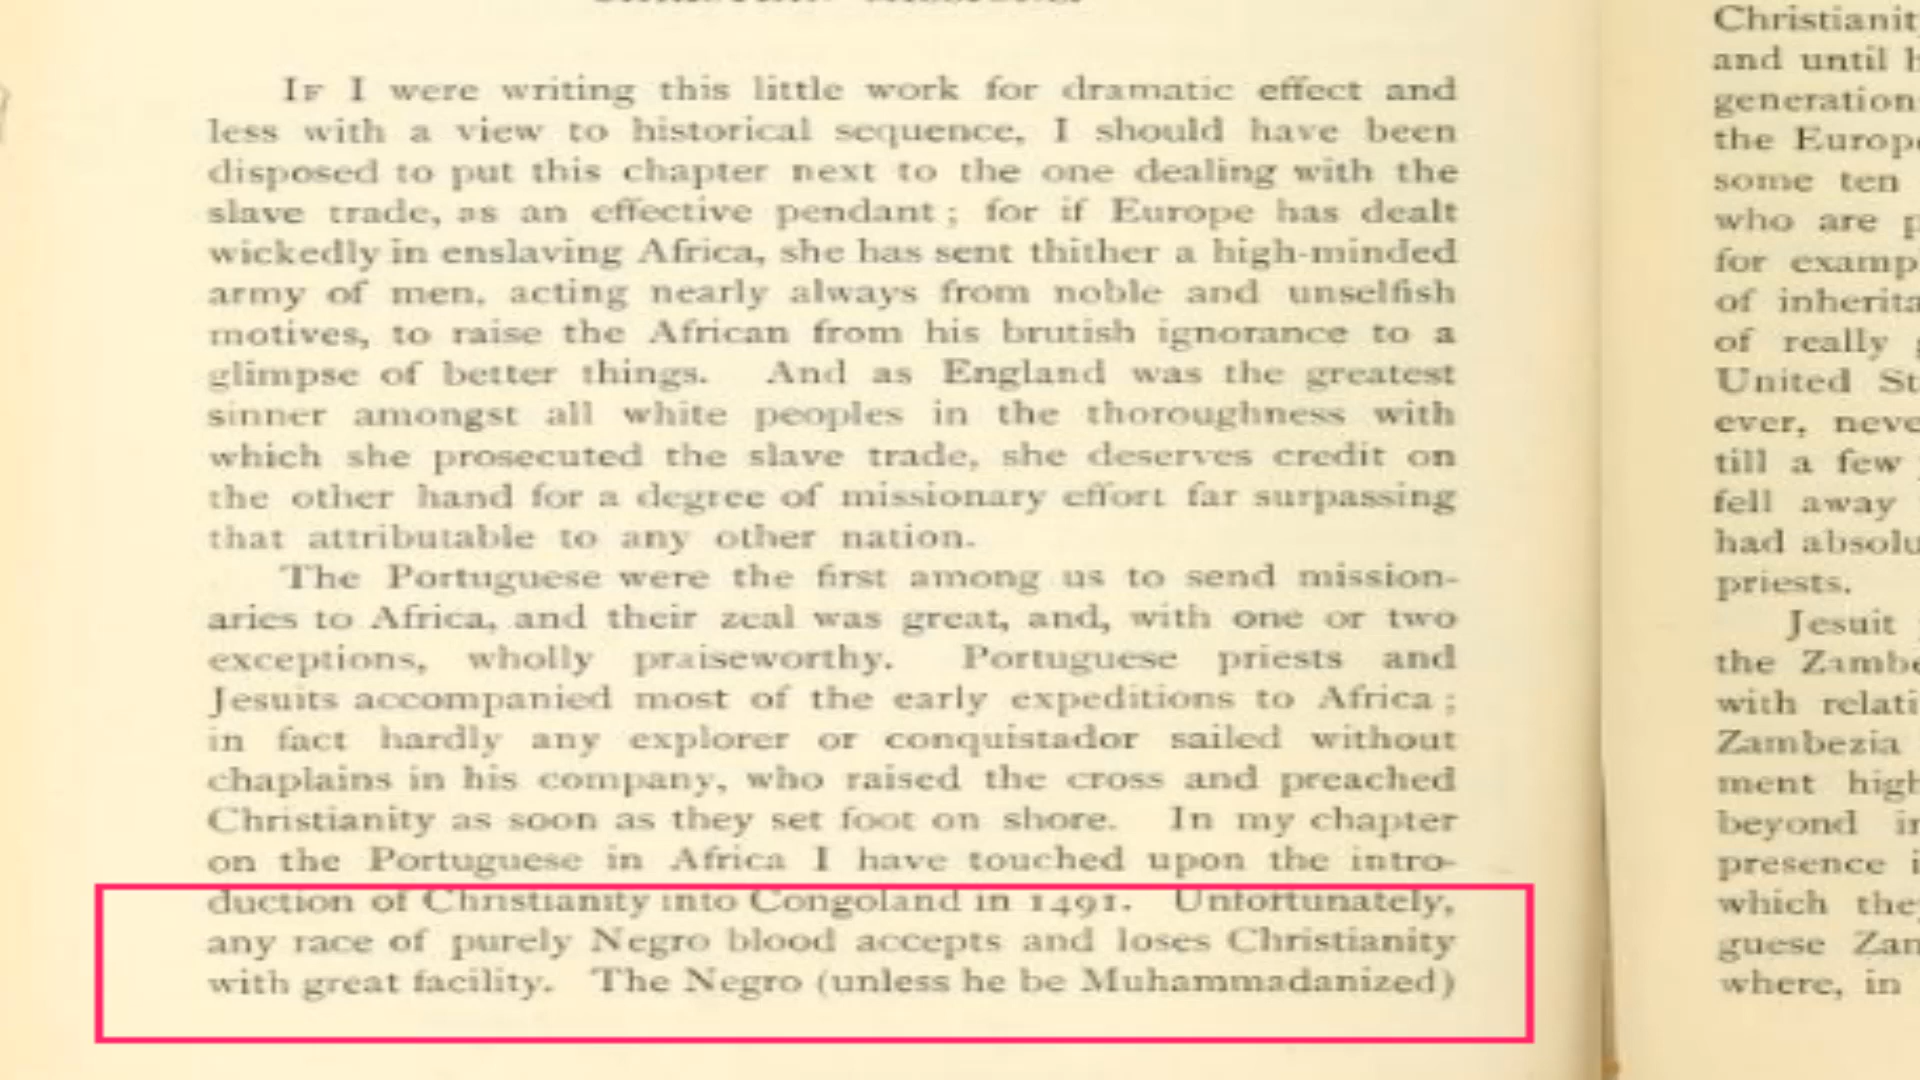 IF I were writing this little work for dramatic effect and
less with a view to historical sequence, I should have been
disposed to put this chapter next to the one dealing with the
slave trade, as an effective pendant; for if Europe has dealt
wickedly in enslaving Africa, she has sent thither a high-minded
army of men, acting nearly always from noble and unselfish
motives, to raise the African from his brutish ignorance to a
glimpse of better things. And as England was the greatest
sinner amongst all white peoples in the thoroughness with
which she prosecuted the slave trade, she deserves credit on
the other hand for a degree of missionary effort far surpassing
that attributable to any other nation.
The Portuguese were the first among us to send mission-
aries to Africa, and their zeal was great, and, with one or two
exceptions, wholly praiseworthy. Portuguese priests and
Jesuits accompanied most of the early expeditions to Africa;
in fact hardly any explorer or conquistador sailed without
chaplains in his company, who raised the cross and preached
Christianity as soon as they set foot on shore. In my chapter
on the Portuguese in Africa I have touched upon the intro-
duction of Christianity into Congoland in 1491. Unfortunately,
any race of purely Negro blood accepts and loses Christianity
with great facility. The Negro (unless he be Muhammadanized)
and until
generation
the
some ten
who are
for
of
of really
United
ever,
till a few
fell away
had
priests.
Jesuit
the
with
Zambezia
ment
beyond
presence
which
guese
where, in